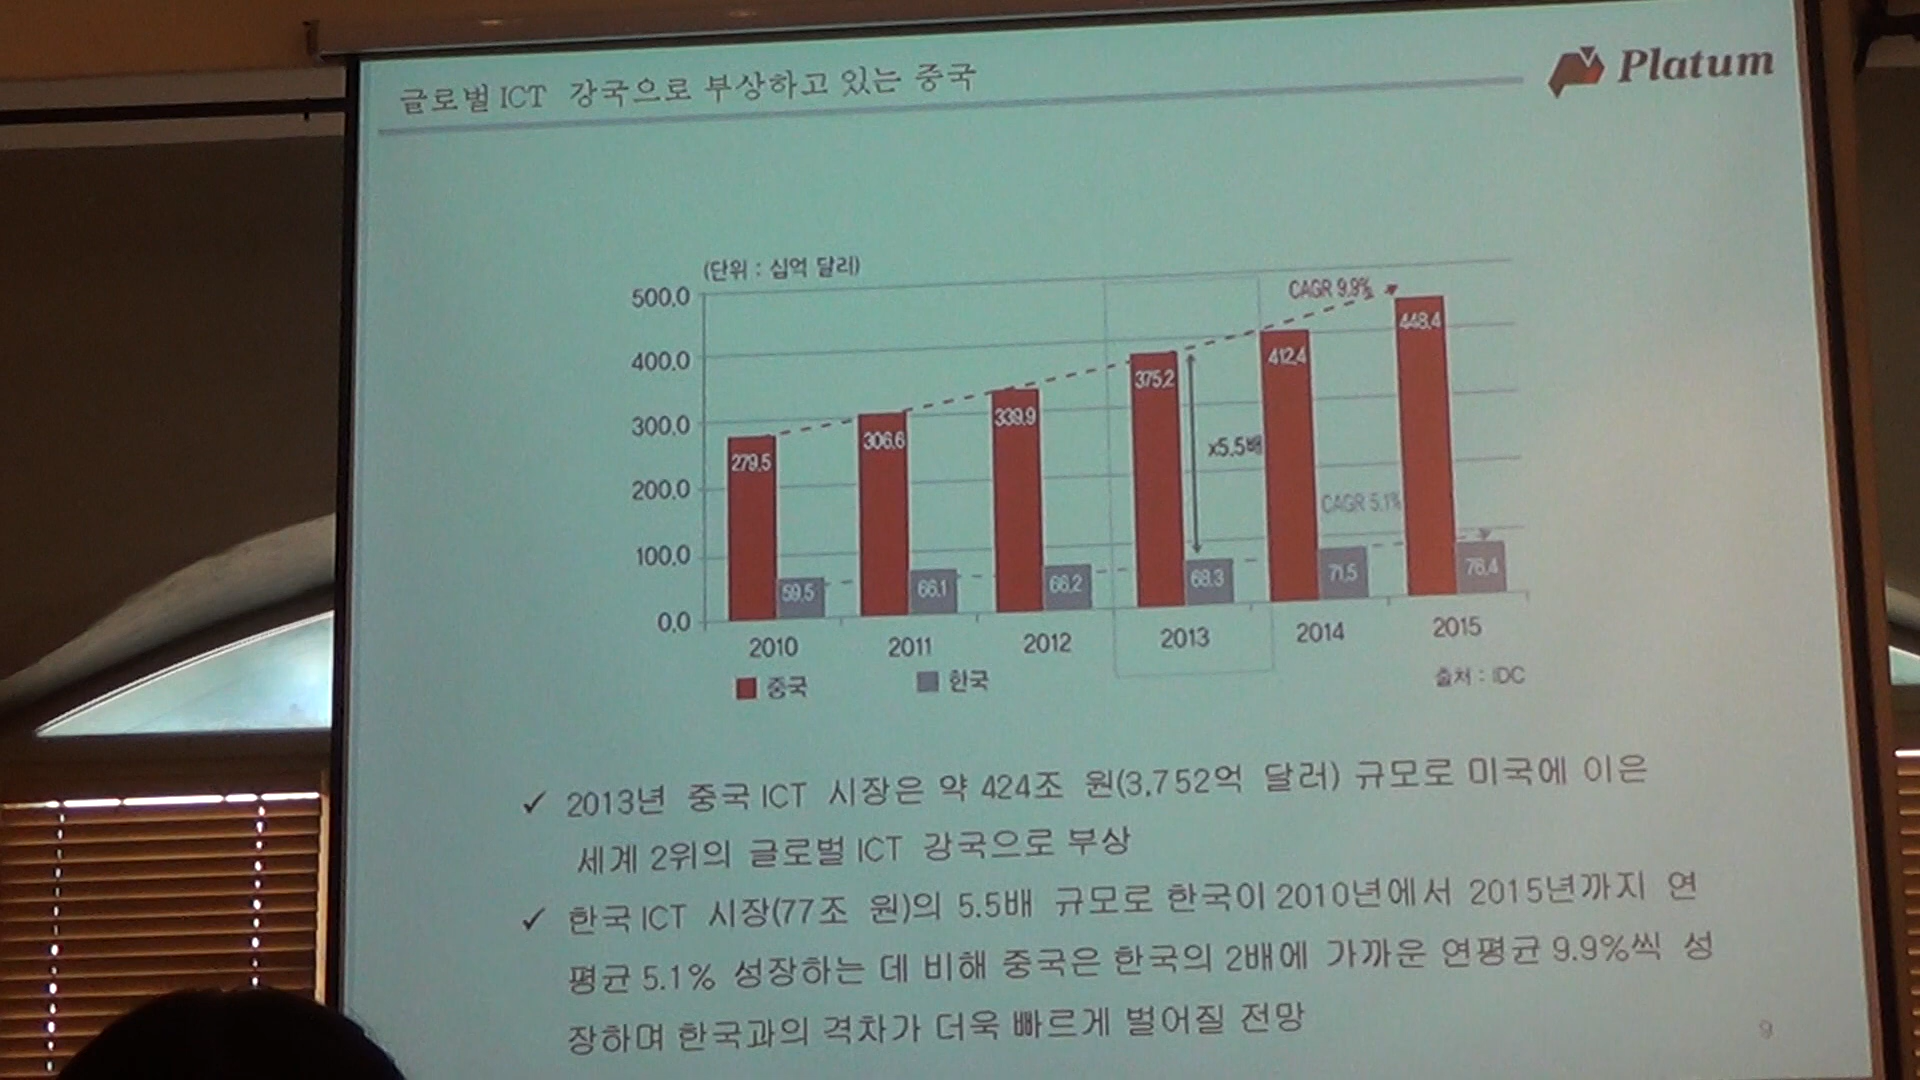 글로벌 ICT 강국으로 부상하고 있는 중국
Platum
(단위 : 십억 달러)
500.0
400.0
300.0
200.0
100.0
0.0
279.5
59.5
306.6
66.1
339.9
66.2
375.2
68.3
412.4
71.5
448.4
76.4
CAGR 9.9%
x5.5배
CAGR 5.1%
2010 2011 2012 2013 2014 2015
중국 한국
출처 : IDC
✓ 2013년 중국 ICT 시장은 약 424조 원(3,752억 달러) 규모로 미국에 이은
세계 2위의 글로벌 ICT 강국으로 부상
✓ 한국 ICT 시장(77조 원)의 5.5배 규모로 한국이 2010년에서 2015년까지 연
평균 5.1% 성장하는 데 비해 중국은 한국의 2배에 가까운 연평균 9.9%씩 성
장하며 한국과의 격차가 더욱 빠르게 벌어질 전망
9